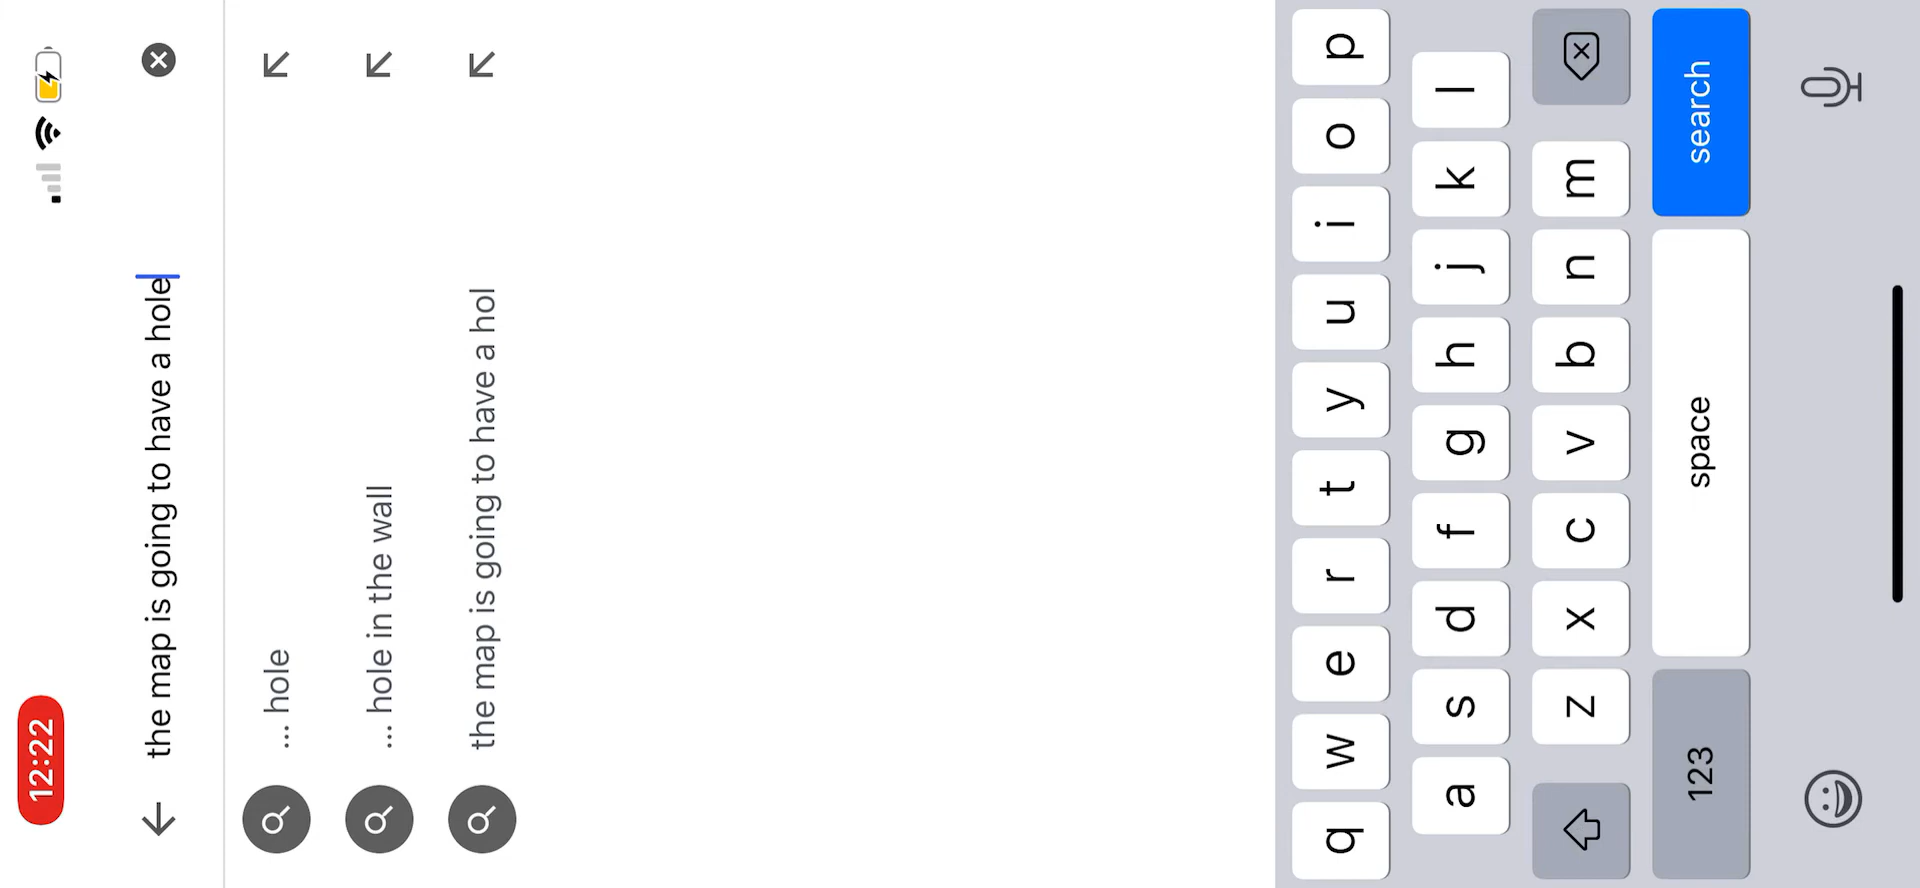 12:22
the map is going to have a hole
... hole
... hole in the wall
the map is going to have a hol
q w e r t y u i o p
a s d f g h j k l
z x c v b n m
123 space search